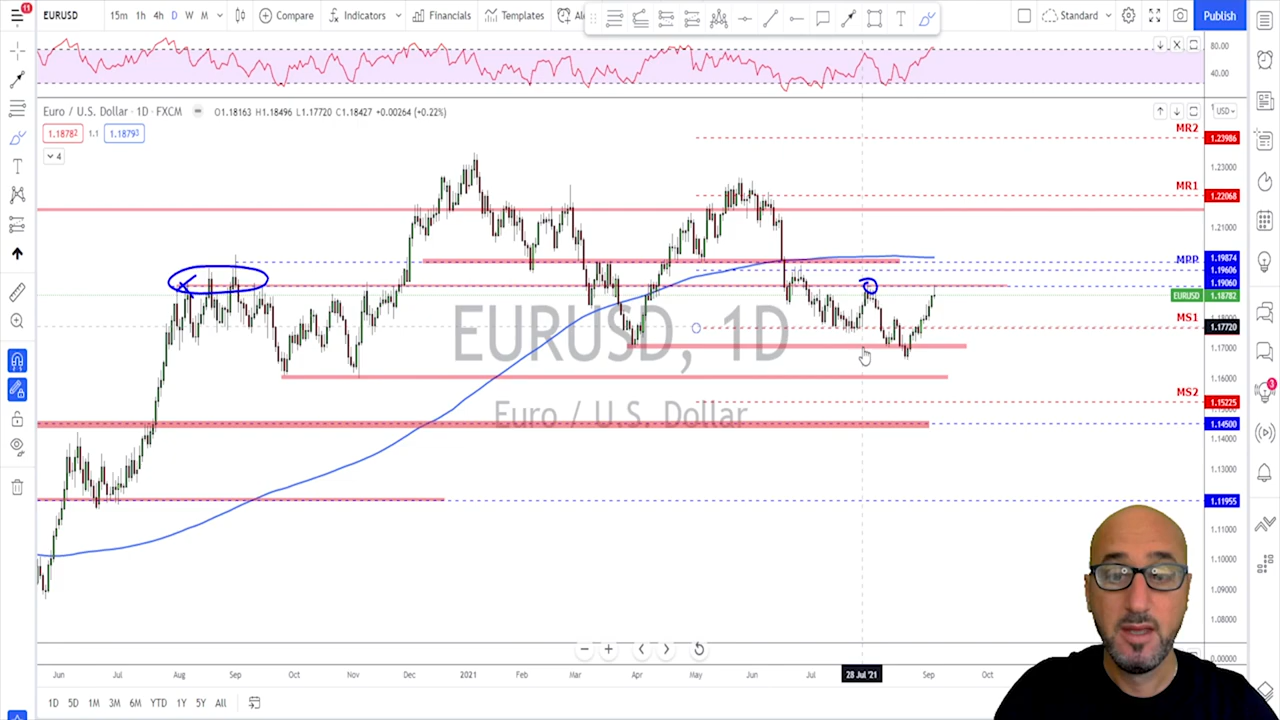 11
EURUSD 15m 1h 4h D W M Compare Indicators Financials Templates Standard Publish
80.00
40.00
Euro / U.S. Dollar · 1D · FXCM O1.18163 H1.18496 L1.17720 C1.18427 +0.00264 (+0.22%)
USD
1.18782 1.1 1.18793
4
MR2 1.23986
1.23000
MR1 1.22068
1.21000
MPP 1.19874
1.19606
1.19060
EURUSD 1.18782
MS1 1.17720
1.17000
1.16000
MS2 1.15225
1.14500
1.14000
1.13000
1.11955
1.11000
1.10000
1.09000
1.08000
0.00000
EURUSD, 1D
Euro / U.S. Dollar
3
Jun Jul Aug Sep Oct Nov Dec 2021 Feb Mar Apr May Jun Jul 28 Jul '21 Sep Oct
1D 5D 1M 3M 6M YTD 1Y 5Y All